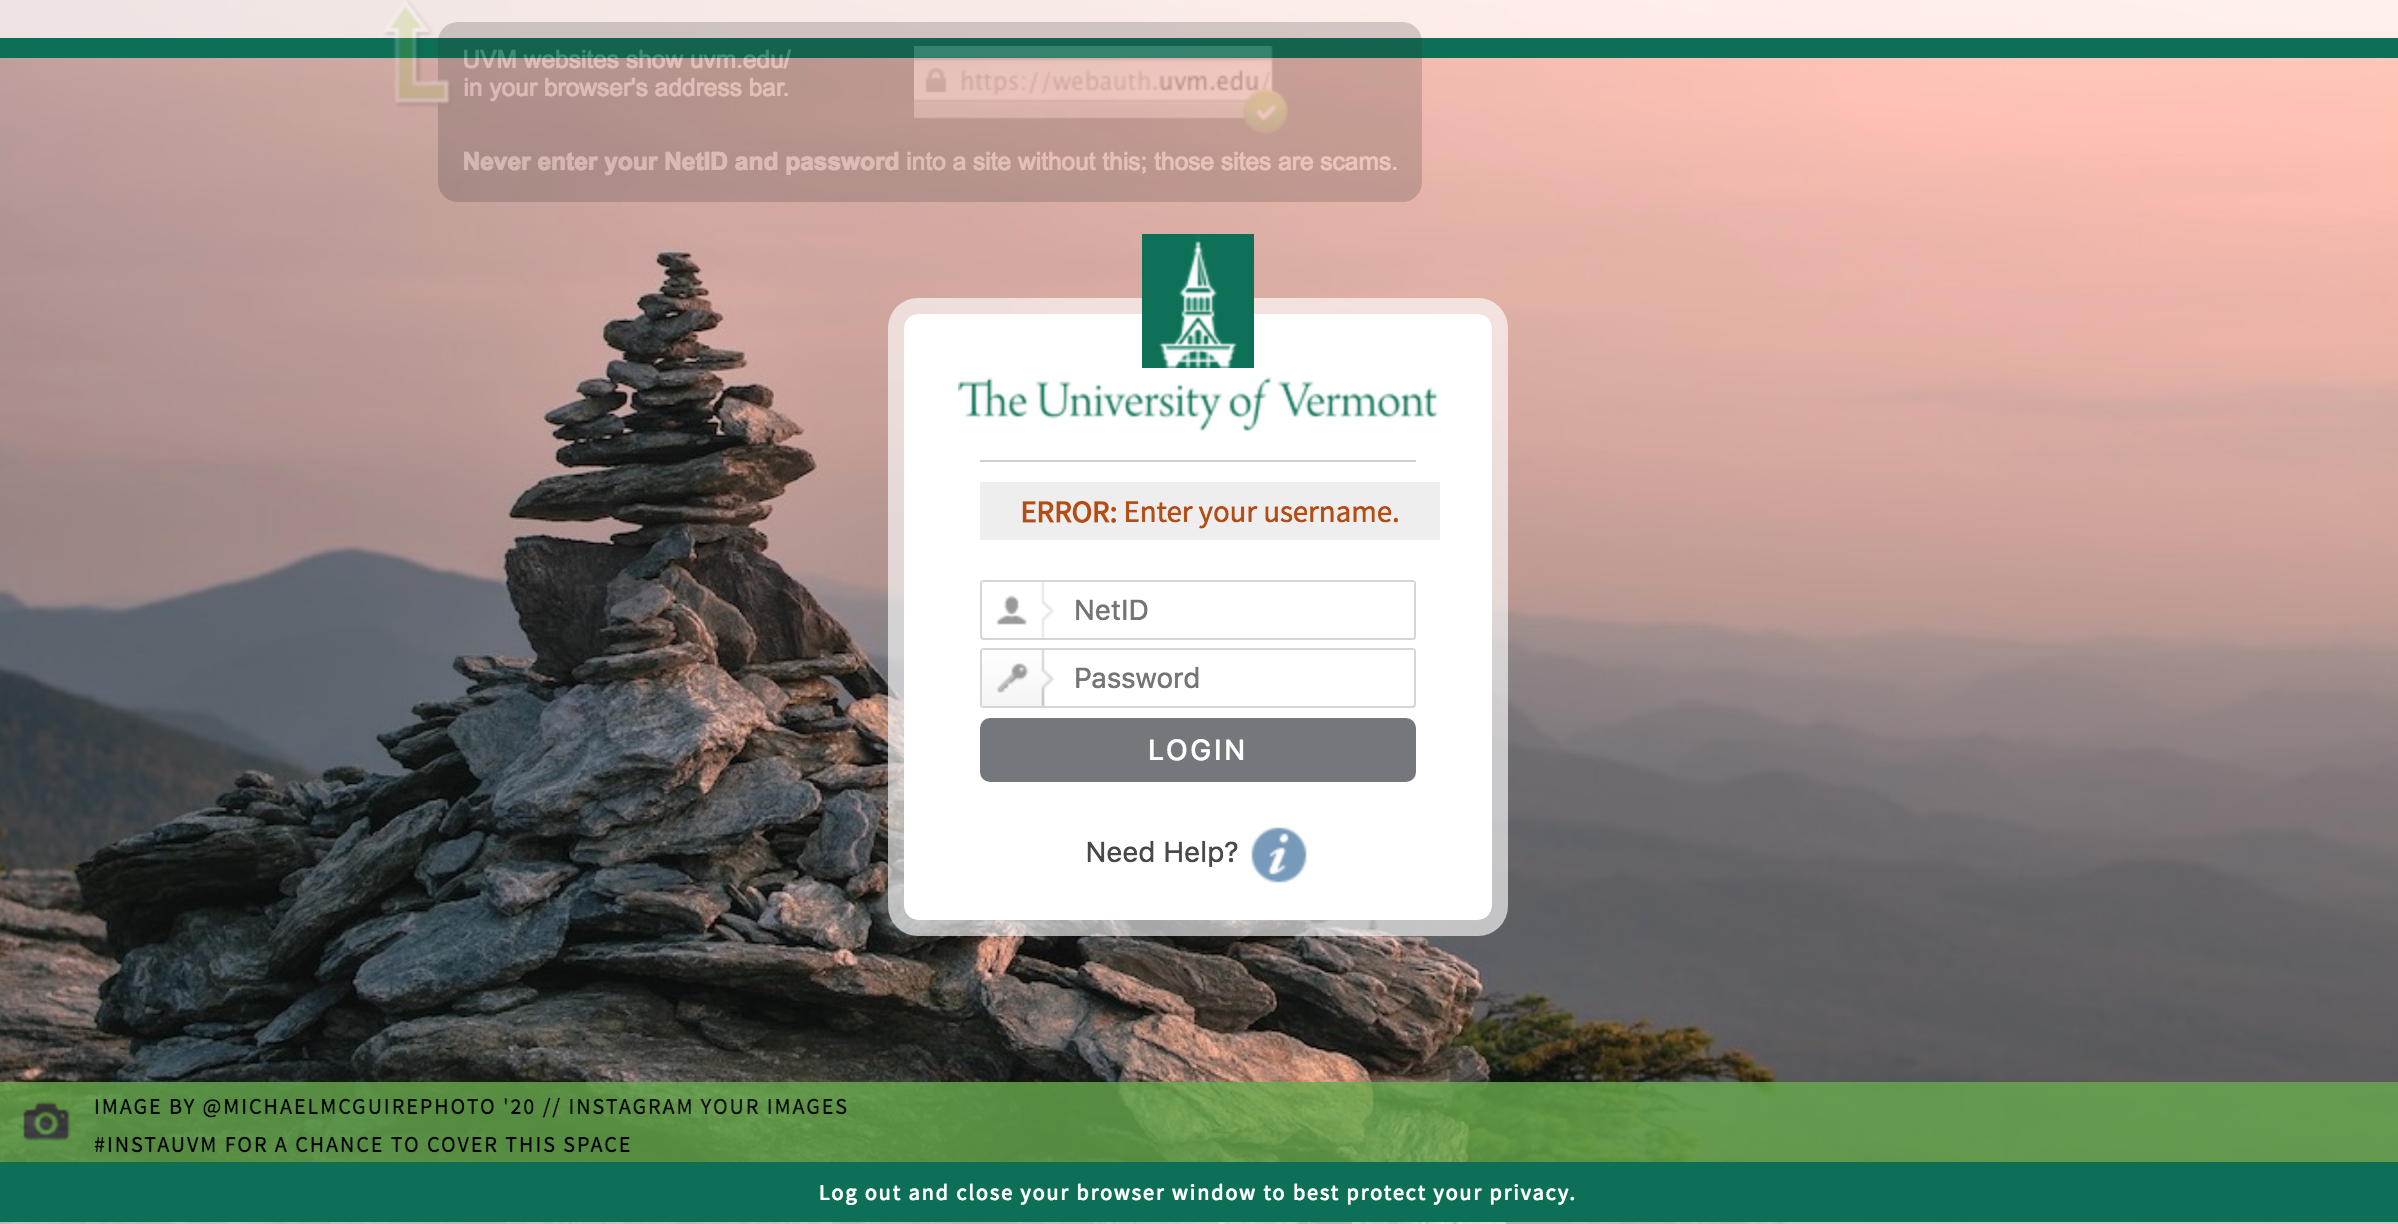 UVM websites show uvm.edu/
in your browser's address bar.
https://webauth.uvm.edu/
Never enter your NetID and password into a site without this; those sites are scams.
The University of Vermont
ERROR: Enter your username.
NetID
Password
LOGIN
Need Help? i
IMAGE BY @MICHAELMCGUIREPHOTO '20 // INSTAGRAM YOUR IMAGES
#INSTAUVM FOR A CHANCE TO COVER THIS SPACE
Log out and close your browser window to best protect your privacy.